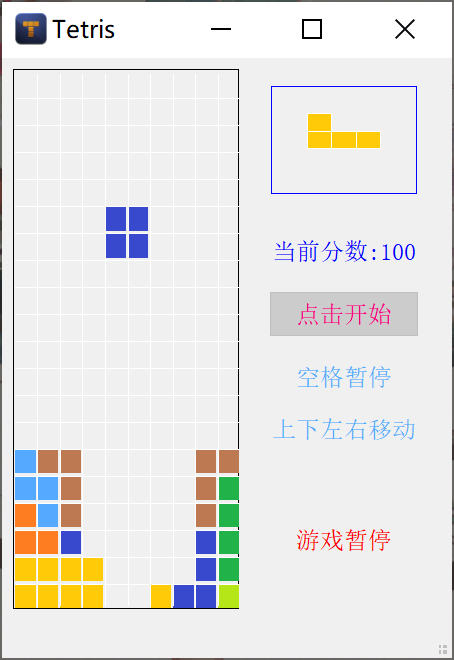 Tetris
当前分数:100
点击开始
空格暂停
上下左右移动
游戏暂停